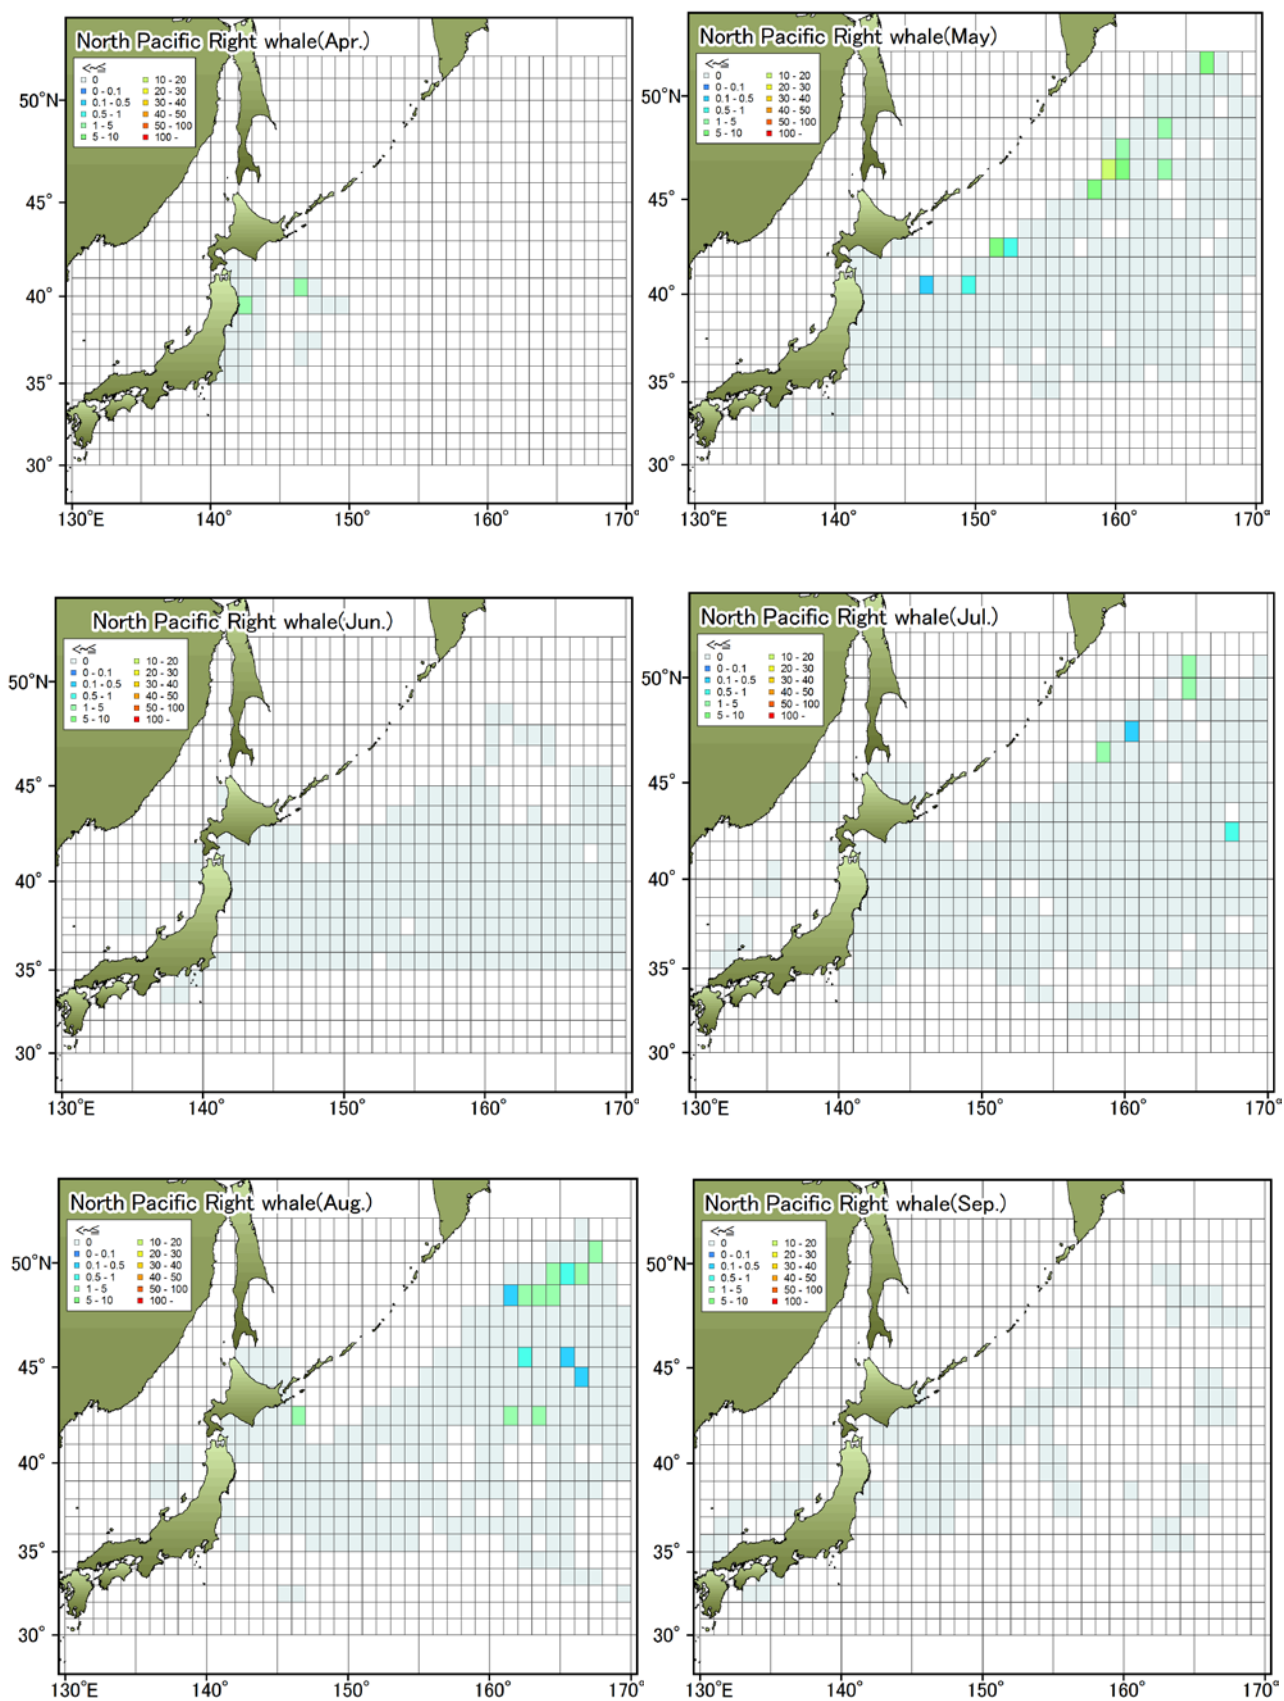 North Pacific Right whale(Apr.)
<~≦
0
0 - 0.1
0.1 - 0.5
0.5 - 1
1 - 5
5 - 10
10 - 20
20 - 30
30 - 40
40 - 50
50 - 100
100 -
50°N
45°
40°
35°
30°
130°E 140° 150° 160° 170°
North Pacific Right whale(May)
<~≦
0
0 - 0.1
0.1 - 0.5
0.5 - 1
1 - 5
5 - 10
10 - 20
20 - 30
30 - 40
40 - 50
50 - 100
100 -
50°N
45°
40°
35°
30°
130°E 140° 150° 160° 170°
North Pacific Right whale(Jun.)
<~≦
0
0 - 0.1
0.1 - 0.5
0.5 - 1
1 - 5
5 - 10
10 - 20
20 - 30
30 - 40
40 - 50
50 - 100
100 -
50°N
45°
40°
35°
30°
130°E 140° 150° 160° 170°
North Pacific Right whale(Jul.)
<~≦
0
0 - 0.1
0.1 - 0.5
0.5 - 1
1 - 5
5 - 10
10 - 20
20 - 30
30 - 40
40 - 50
50 - 100
100 -
50°N
45°
40°
35°
30°
130°E 140° 150° 160° 170°
North Pacific Right whale(Aug.)
<~≦
0
0 - 0.1
0.1 - 0.5
0.5 - 1
1 - 5
5 - 10
10 - 20
20 - 30
30 - 40
40 - 50
50 - 100
100 -
50°N
45°
40°
35°
30°
130°E 140° 150° 160° 170°
North Pacific Right whale(Sep.)
<~≦
0
0 - 0.1
0.1 - 0.5
0.5 - 1
1 - 5
5 - 10
10 - 20
20 - 30
30 - 40
40 - 50
50 - 100
100 -
50°N
45°
40°
35°
30°
130°E 140° 150° 160° 170°